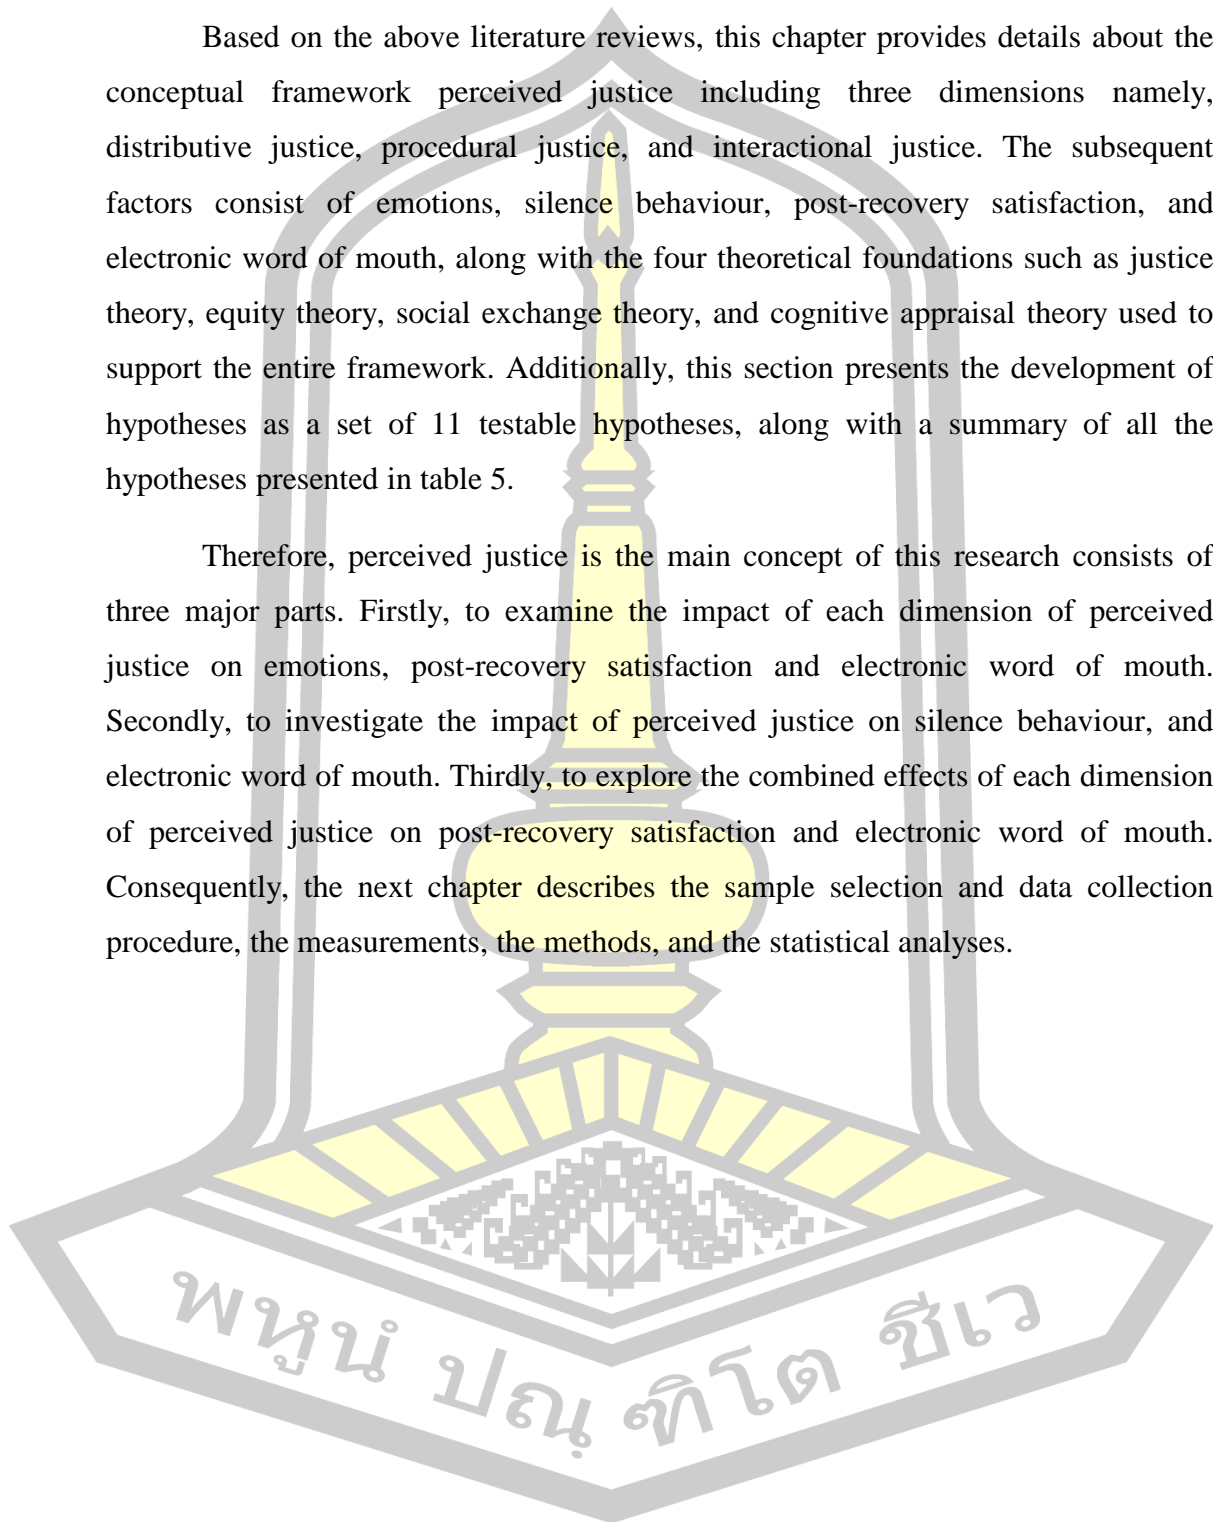 Based on the above literature reviews, this chapter provides details about the
conceptual framework perceived justice including three dimensions namely,
distributive justice, procedural justice, and interactional justice. The subsequent
factors consist of emotions, silence behaviour, post-recovery satisfaction, and
electronic word of mouth, along with the four theoretical foundations such as justice
theory, equity theory, social exchange theory, and cognitive appraisal theory used to
support the entire framework. Additionally, this section presents the development of
hypotheses as a set of 11 testable hypotheses, along with a summary of all the
hypotheses presented in table 5.
Therefore, perceived justice is the main concept of this research consists of
three major parts. Firstly, to examine the impact of each dimension of perceived
justice on emotions, post-recovery satisfaction and electronic word of mouth.
Secondly, to investigate the impact of perceived justice on silence behaviour, and
electronic word of mouth. Thirdly, to explore the combined effects of each dimension
of perceived justice on post-recovery satisfaction and electronic word of mouth.
Consequently, the next chapter describes the sample selection and data collection
procedure, the measurements, the methods, and the statistical analyses.
พหูนํ ปณฺ ฑิโต ชีเว